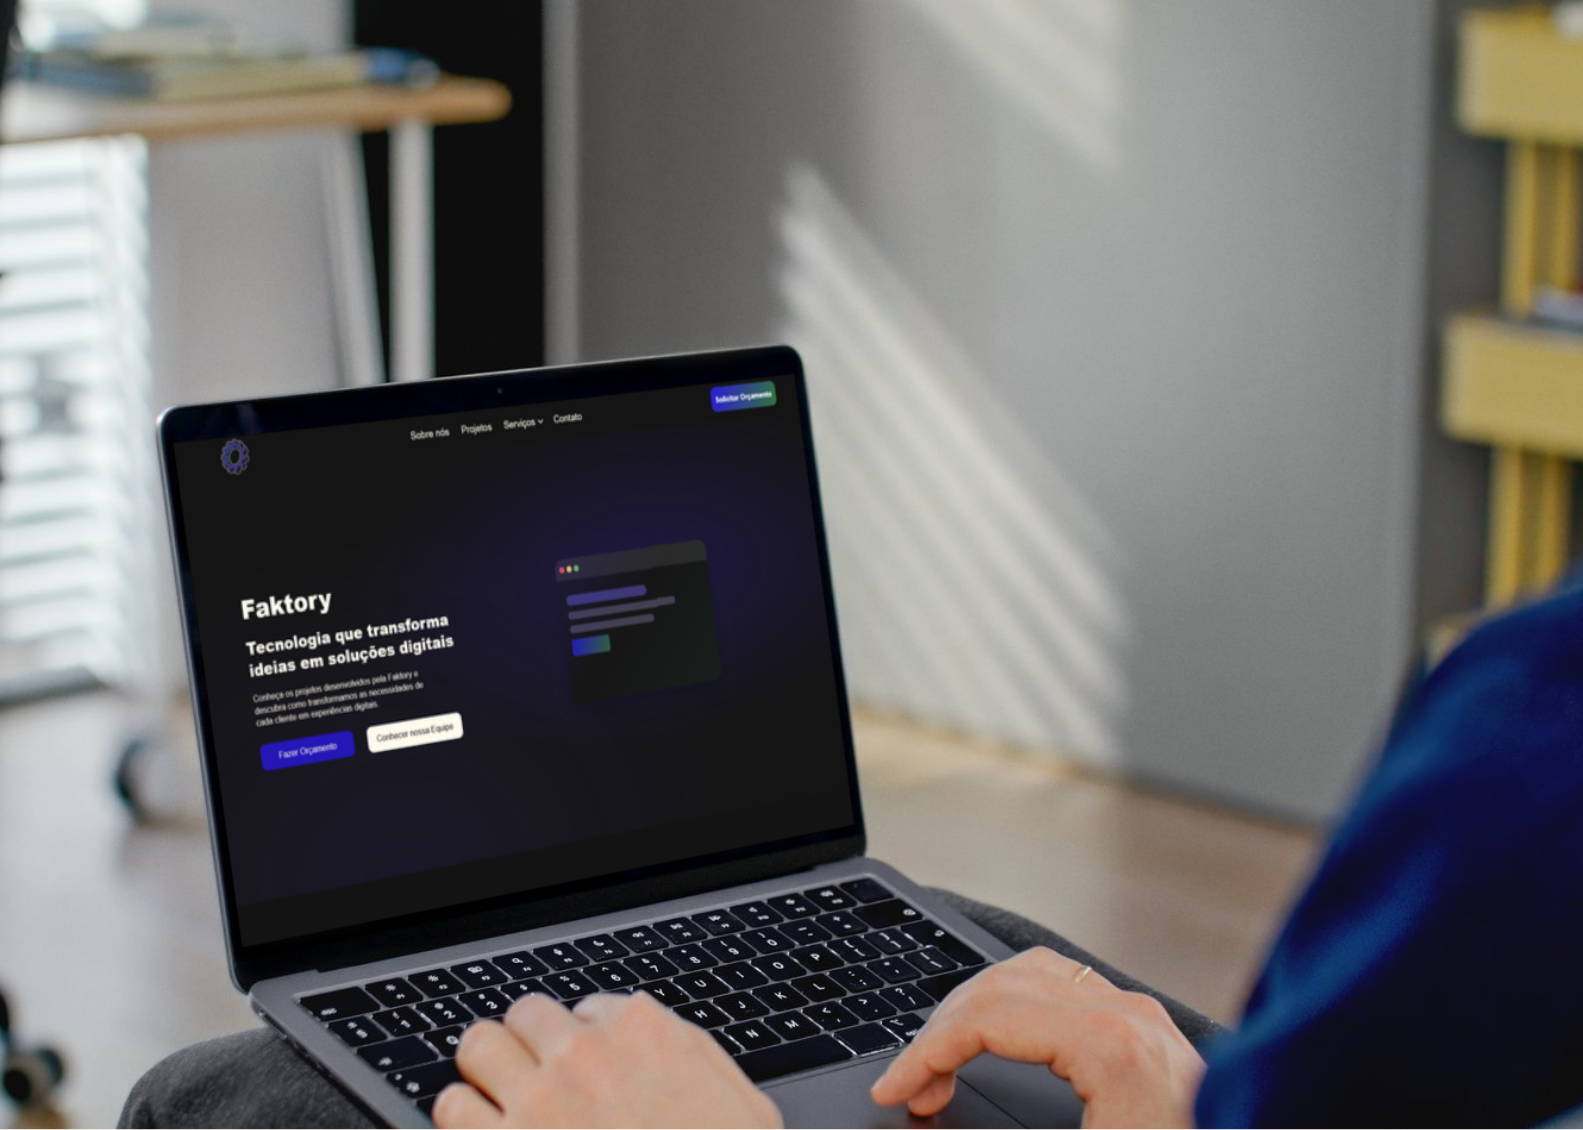 Sobre nós Projetos Serviços Contato
Solicitar Orçamento
Faktory
Tecnologia que transforma
ideias em soluções digitais
Conheça os projetos desenvolvidos pela Faktory e
descubra como transformamos as necessidades de
cada cliente em experiências digitais.
Fazer Orçamento
Conhecer nossa Equipe